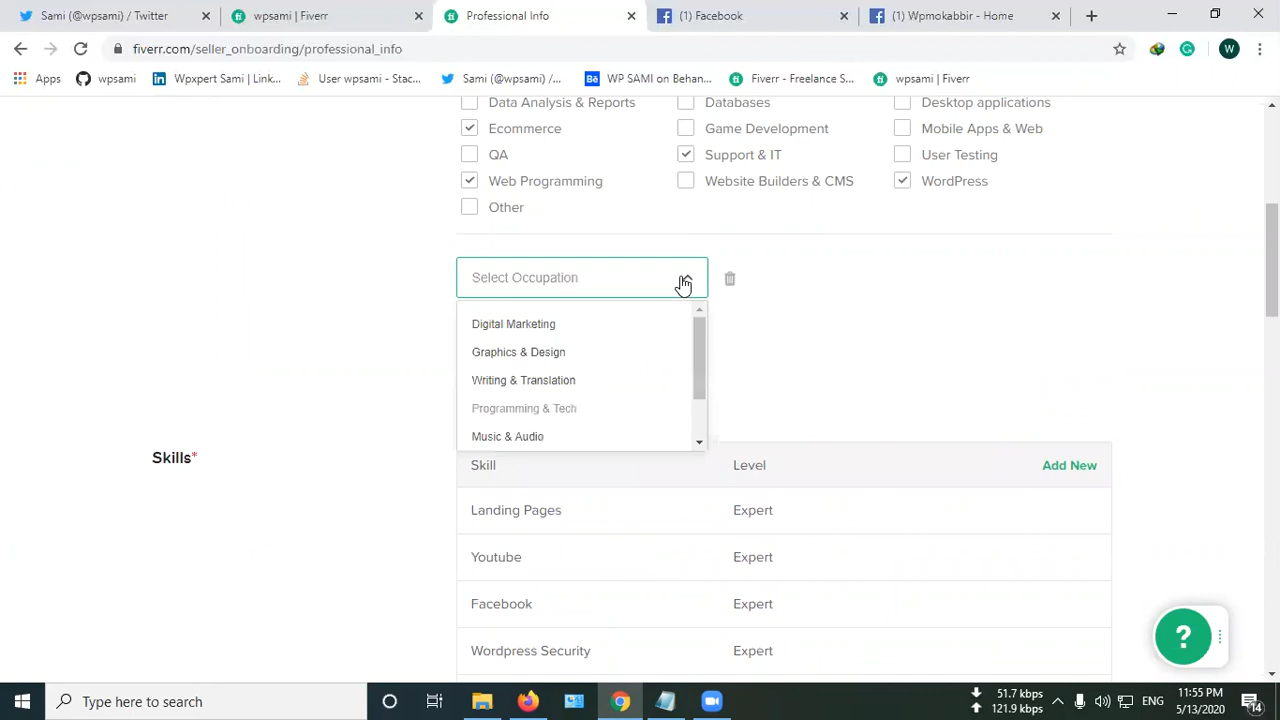 Sami (@wpsami) / Twitter
wpsami | Fiverr
Professional Info
(1) Facebook
(1) Wpmokabbir - Home
fiverr.com/seller_onboarding/professional_info
W
Apps
wpsami
Wpxpert Sami | Link...
User wpsami - Stac...
Sami (@wpsami) /...
WP SAMI on Behan...
Fiverr - Freelance S...
wpsami | Fiverr
Data Analysis & Reports
Databases
Desktop applications
Ecommerce
Game Development
Mobile Apps & Web
QA
Support & IT
User Testing
Web Programming
Website Builders & CMS
WordPress
Other
Select Occupation
Digital Marketing
Graphics & Design
Writing & Translation
Programming & Tech
Music & Audio
Skills*
Skill
Level
Add New
Landing Pages
Expert
Youtube
Expert
Facebook
Expert
Wordpress Security
Expert
?
Type here to search
51.7 kbps
121.9 kbps
ENG
11:55 PM
5/13/2020
14